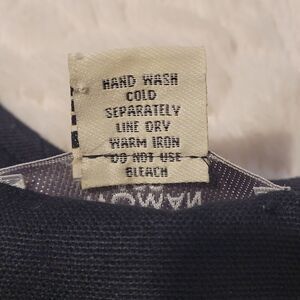 HAND WASH
COLD
SEPARATELY
LINE DRY
WARM IRON
DO NOT USE
BLEACH